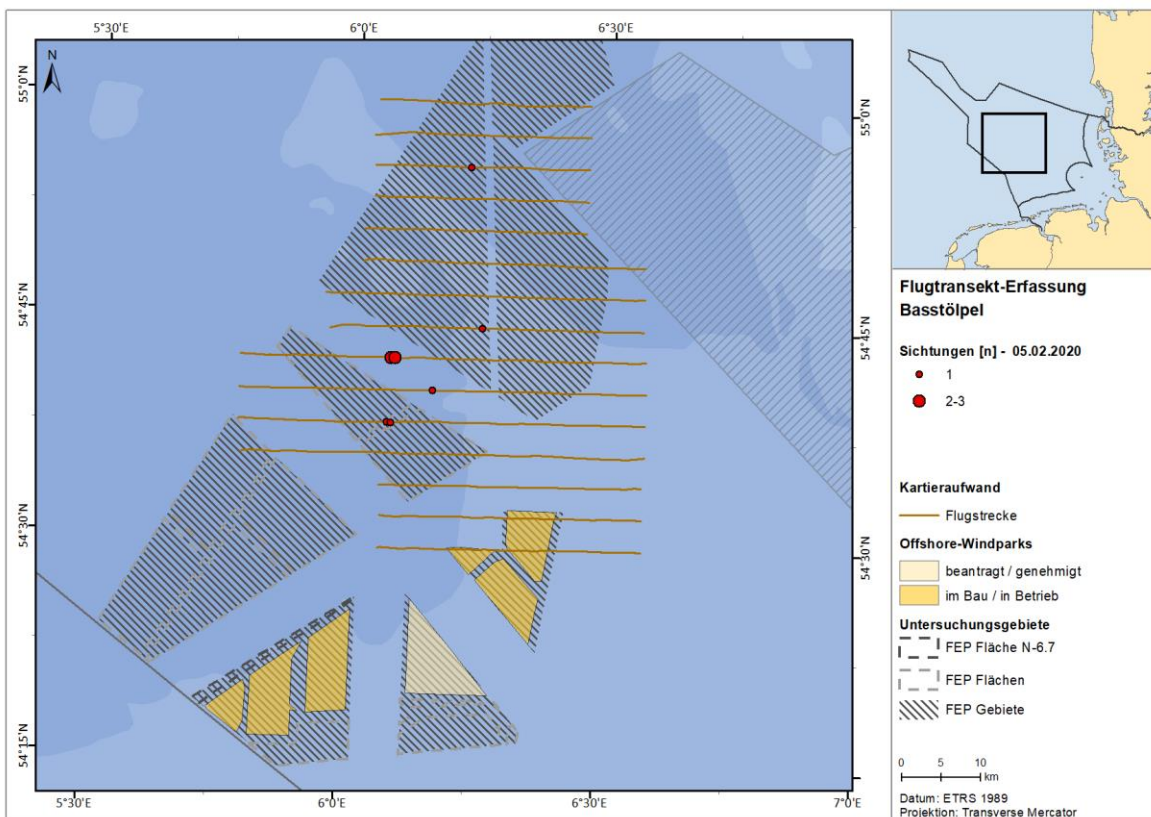 5°30'E
6°0'E
6°30'E
N
55°0'N
55°0'N
54°45'N
54°45'N
54°30'N
54°30'N
54°15'N
5°30'E
6°0'E
6°30'E
7°0'E
Flugtransekt-Erfassung
Basstölpel
Sichtungen [n] - 05.02.2020
1
2-3
Kartieraufwand
Flugstrecke
Offshore-Windparks
beantragt / genehmigt
im Bau / in Betrieb
Untersuchungsgebiete
FEP Fläche N-6.7
FEP Flächen
FEP Gebiete
0 5 10
km
Datum: ETRS 1989
Projektion: Transverse Mercator